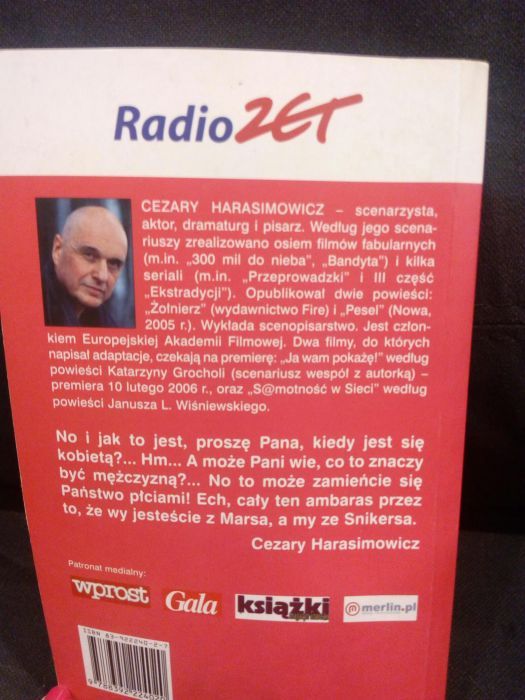 Radio ZET
CEZARY HARASIMOWICZ – scenarzysta,
aktor, dramaturg i pisarz. Według jego scena-
riuszy zrealizowano osiem filmów fabularnych
(m.in. „300 mil do nieba”, „Bandyta”) i kilka
seriali (m.in. „Przeprowadzki” i III część
„Ekstradycji”). Opublikował dwie powieści:
„Żołnierz” (wydawnictwo Fire) i „Pesel” (Nowa,
2005 r.). Wykłada scenopisarstwo. Jest człon-
kiem Europejskiej Akademii Filmowej. Dwa filmy, do których
napisał adaptacje, czekają na premierę: „Ja wam pokażę!” według
powieści Katarzyny Grocholi (scenariusz wespół z autorką) –
premiera 10 lutego 2006 r., oraz „S@motność w Sieci” według
powieści Janusza L. Wiśniewskiego.
No i jak to jest, proszę Pana, kiedy jest się
kobietą?... Hm... A może Pani wie, co to znaczy
być mężczyzną?... No to może zamieńcie się
Państwo płciami! Ech, cały ten ambaras przez
to, że wy jesteście z Marsa, a my ze Snikersa.
Cezary Harasimowicz
Patronat medialny:
wprost Gala książki merlin.pl
ISBN 83-922240-2-7